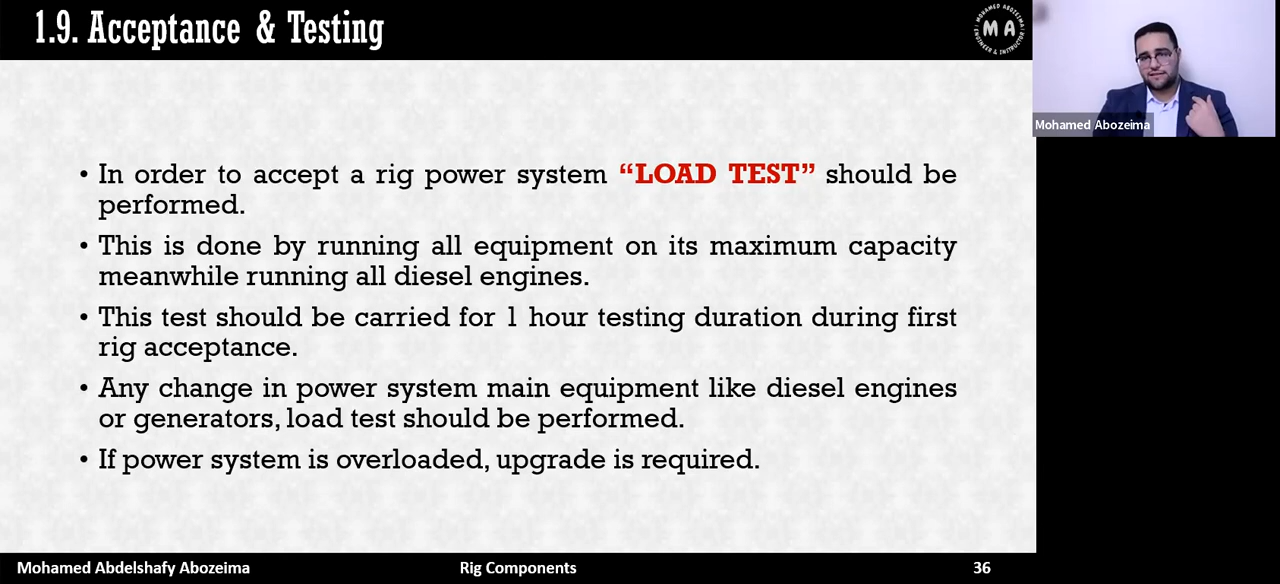 1.9. Acceptance & Testing
MOHAMED ABOZEIMA
M A
ENGINEER & INSTRUCTOR
Mohamed Abozeima
• In order to accept a rig power system “LOAD TEST” should be
performed.
• This is done by running all equipment on its maximum capacity
meanwhile running all diesel engines.
• This test should be carried for 1 hour testing duration during first
rig acceptance.
• Any change in power system main equipment like diesel engines
or generators, load test should be performed.
• If power system is overloaded, upgrade is required.
Mohamed Abdelshafy Abozeima
Rig Components
36